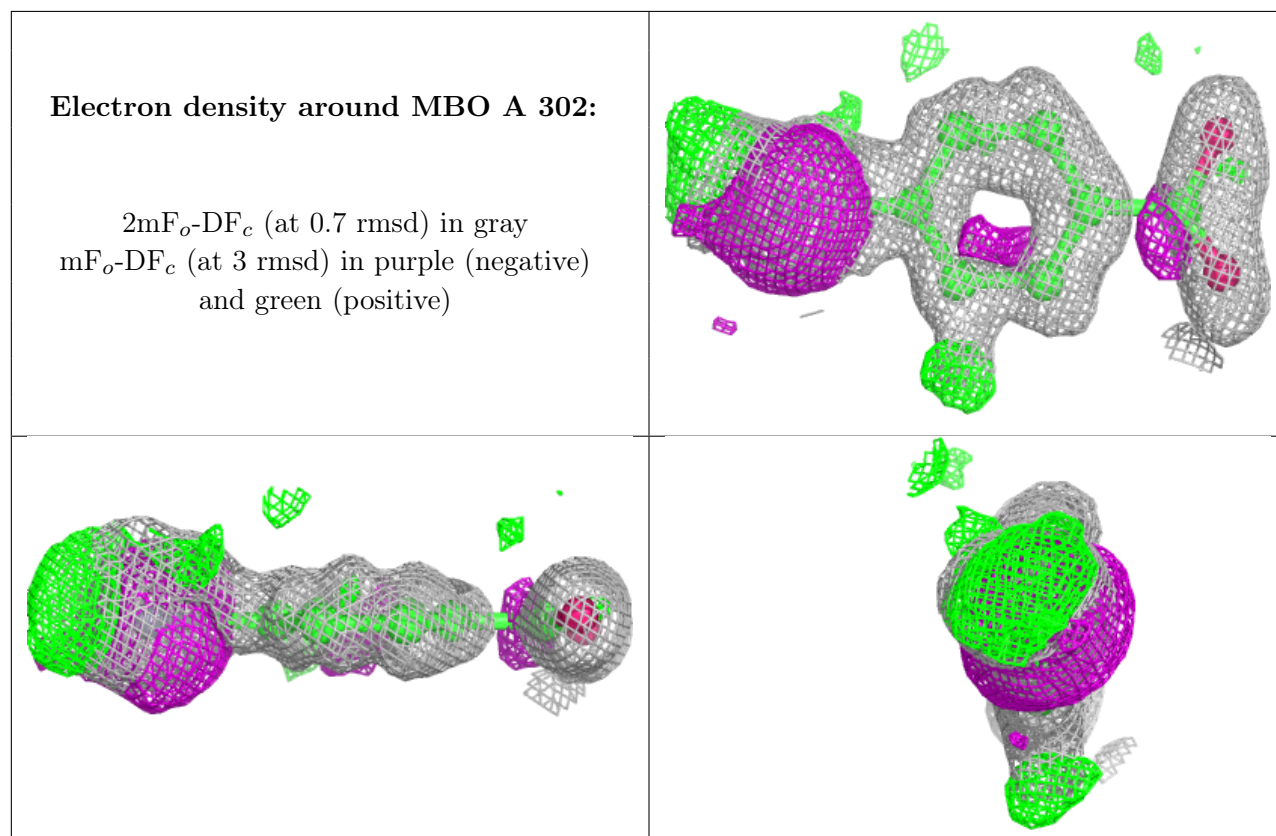 Electron density around MBO A 302:
2mFₒ-DF𝒸 (at 0.7 rmsd) in gray
mFₒ-DF𝒸 (at 3 rmsd) in purple (negative)
and green (positive)